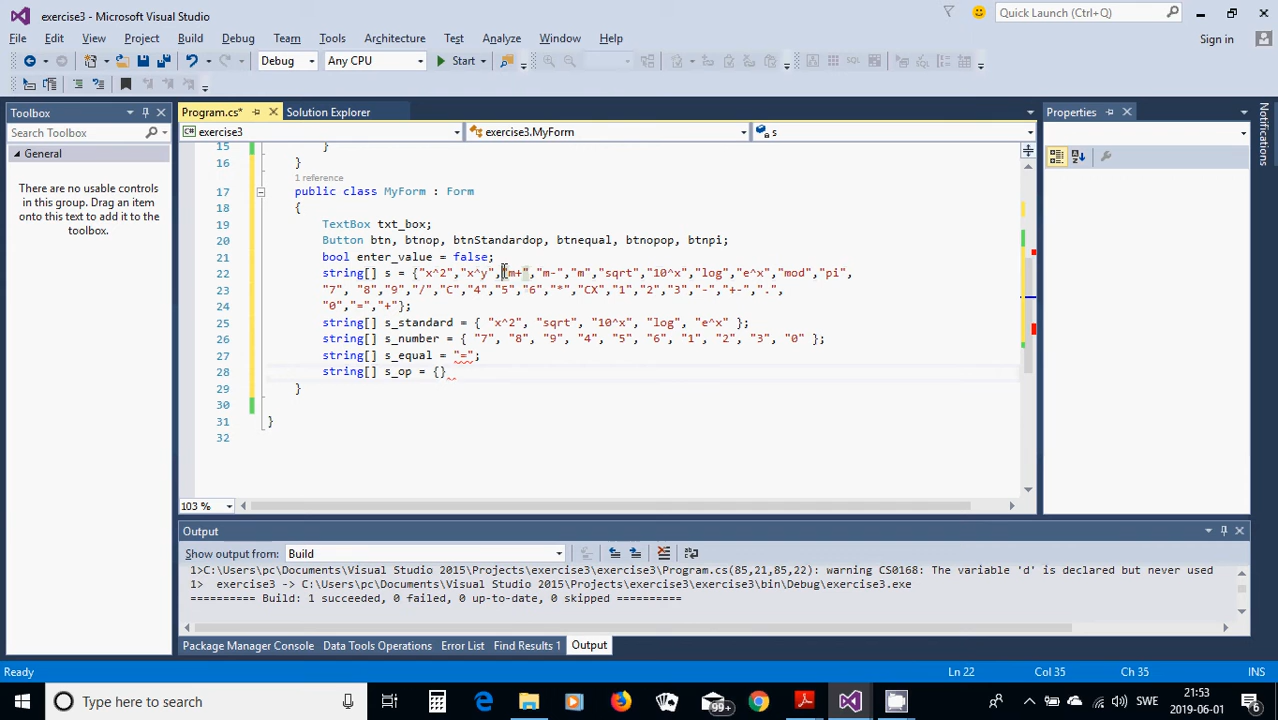 exercise3 - Microsoft Visual Studio
Quick Launch (Ctrl+Q)
File Edit View Project Build Debug Team Tools Architecture Test Analyze Window Help
Sign in
Debug Any CPU Start
Toolbox
Program.cs* Solution Explorer
Properties
Search Toolbox
exercise3 exercise3.MyForm s
General
There are no usable controls
in this group. Drag an item
onto this text to add it to the
toolbox.
Notifications
15 }
16 }
1 reference
17 public class MyForm : Form
18 {
19 TextBox txt_box;
20 Button btn, btnop, btnStandardop, btnequal, btnopop, btnpi;
21 bool enter_value = false;
22 string[] s = {"x^2","x^y","m+","m-","m","sqrt","10^x","log","e^x","mod","pi",
23 "7", "8","9","/","C","4","5","6","*","CX","1","2","3","-","+-",".",
24 "0","=","+"};
25 string[] s_standard = { "x^2", "sqrt", "10^x", "log", "e^x" };
26 string[] s_number = { "7", "8", "9", "4", "5", "6", "1", "2", "3", "0" };
27 string[] s_equal = "=";
28 string[] s_op = {}
29 }
30
31 }
32
103 %
Output
Show output from: Build
1>C:\Users\pc\Documents\Visual Studio 2015\Projects\exercise3\exercise3\Program.cs(85,21,85,22): warning CS0168: The variable 'd' is declared but never used
1> exercise3 -> C:\Users\pc\Documents\Visual Studio 2015\Projects\exercise3\exercise3\bin\Debug\exercise3.exe
========== Build: 1 succeeded, 0 failed, 0 up-to-date, 0 skipped ==========
Package Manager Console Data Tools Operations Error List Find Results 1 Output
Ready Ln 22 Col 35 Ch 35 INS
Type here to search
99+
SWE
21:53
2019-06-01
6